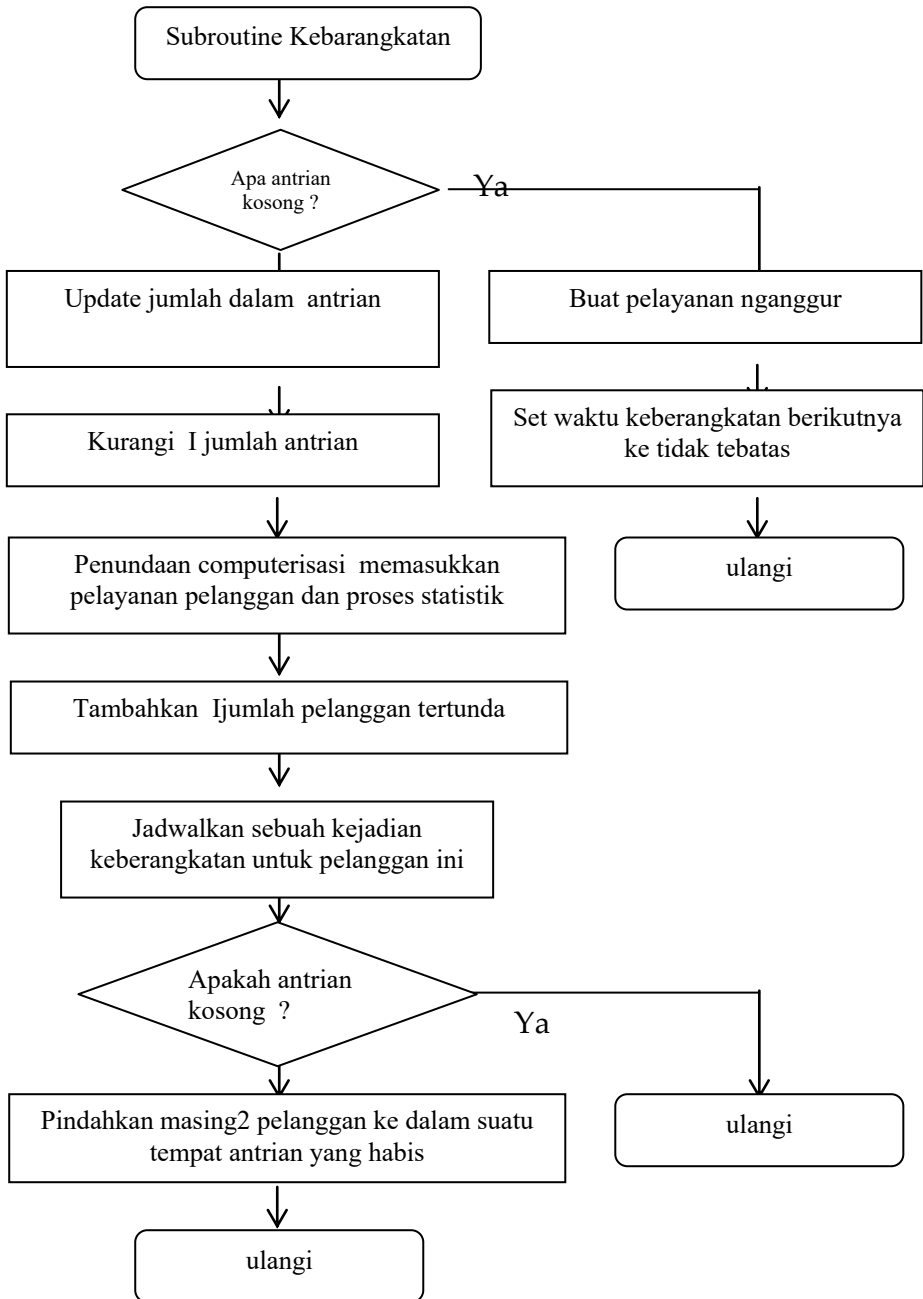 Subroutine Kebarangkatan
Apa antrian
kosong ?
Ya
Update jumlah dalam antrian
Buat pelayanan nganggur
Kurangi I jumlah antrian
Set waktu keberangkatan berikutnya
ke tidak tebatas
Penundaan computerisasi memasukkan
pelayanan pelanggan dan proses statistik
ulangi
Tambahkan Ijumlah pelanggan tertunda
Jadwalkan sebuah kejadian
keberangkatan untuk pelanggan ini
Apakah antrian
kosong ?
Ya
Pindahkan masing2 pelanggan ke dalam suatu
tempat antrian yang habis
ulangi
ulangi